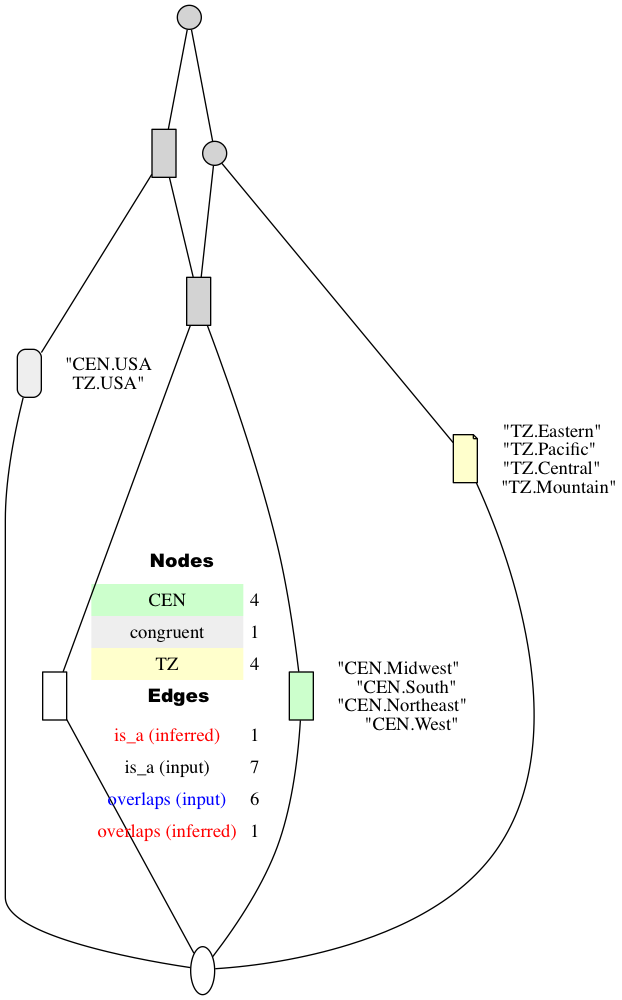 "CEN.USA
TZ.USA"
"TZ.Eastern"
"TZ.Pacific"
"TZ.Central"
"TZ.Mountain"
Nodes
CEN 4
congruent 1
TZ 4
Edges
is_a (inferred) 1
is_a (input) 7
overlaps (input) 6
overlaps (inferred) 1
"CEN.Midwest"
"CEN.South"
"CEN.Northeast"
"CEN.West"